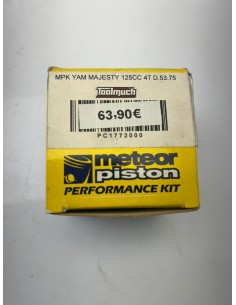 MPK YAM MAJESTY 125CC 4T D.53.75
Toolmuch
63,90€
PC1772000
meteor
piston
PERFORMANCE KIT